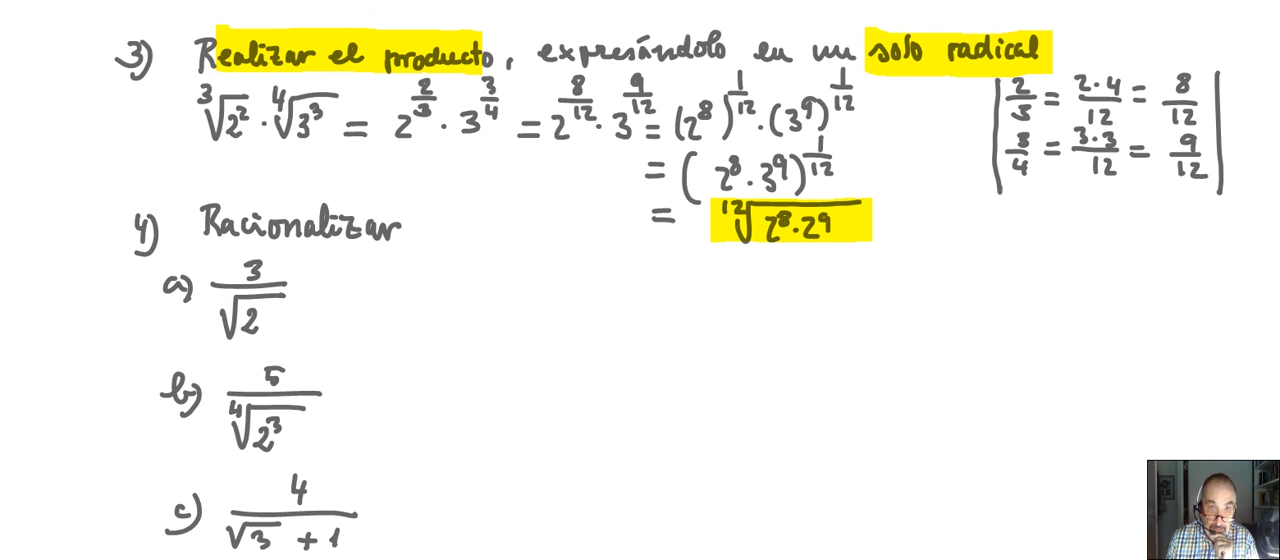 3) Realizar el producto, expresándolo en un solo radical
∛2² · ∜3³ = 2^(2/3) · 3^(3/4) = 2^(8/12) · 3^(9/12) = (2⁸)^(1/12) · (3⁹)^(1/12)
= (2⁸ · 3⁹)^(1/12)
= ¹²√(2⁸ · 2⁹)
2/3 = 2·4/12 = 8/12
3/4 = 3·3/12 = 9/12
4) Racionalizar
a) 3/√2
b) 5/∜2³
c) 4/(√3 + 1)